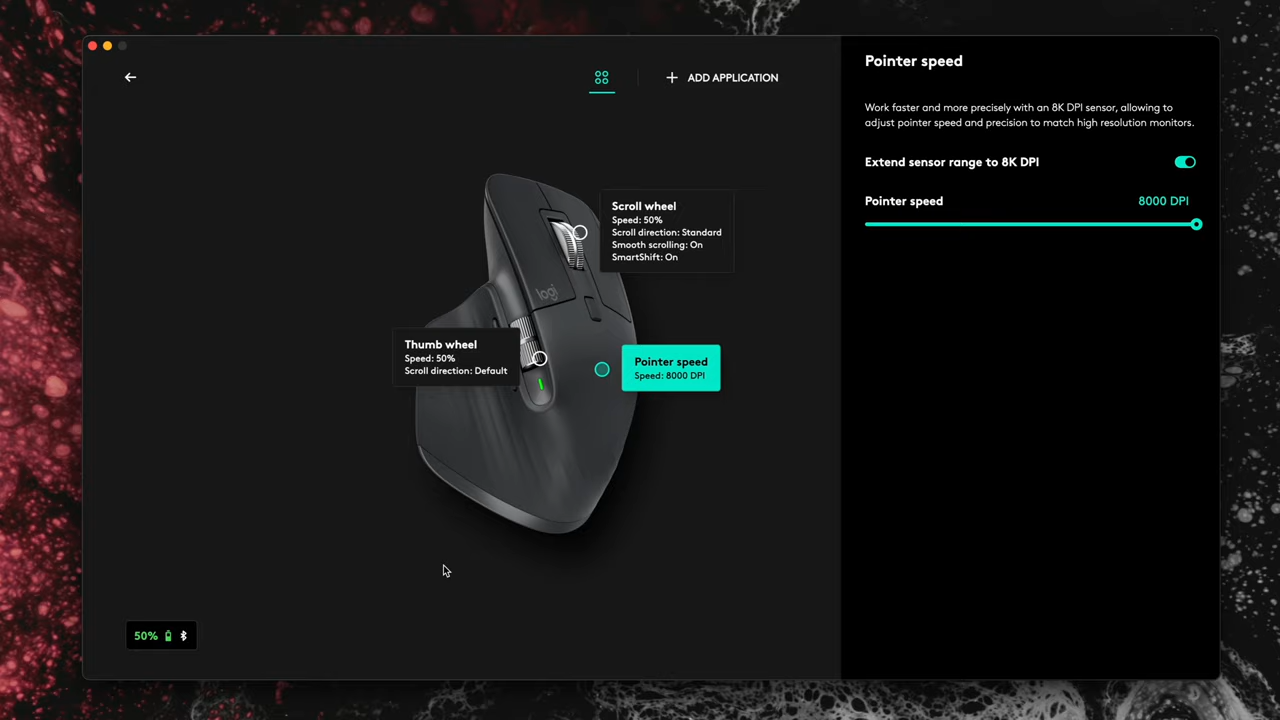 ADD APPLICATION
Scroll wheel
Speed: 50%
Scroll direction: Standard
Smooth scrolling: On
SmartShift: On
logi
Thumb wheel
Speed: 50%
Scroll direction: Default
Pointer speed
Speed: 8000 DPI
50%
Pointer speed
Work faster and more precisely with an 8K DPI sensor, allowing to
adjust pointer speed and precision to match high resolution monitors.
Extend sensor range to 8K DPI
Pointer speed 8000 DPI